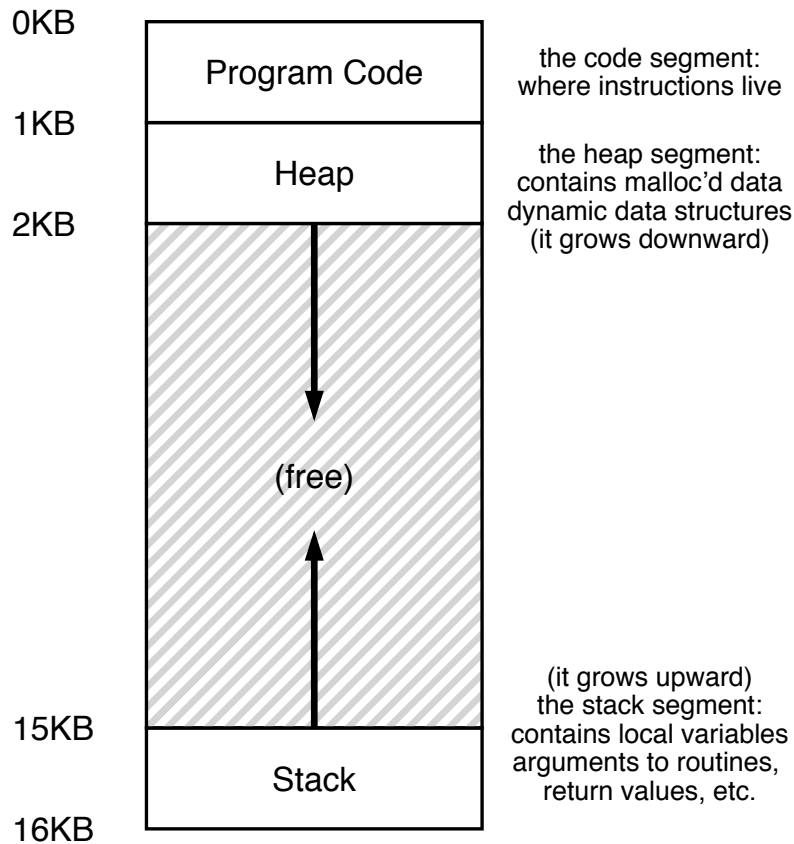 0KB
Program Code
the code segment:
where instructions live
1KB
Heap
the heap segment:
contains malloc’d data
dynamic data structures
(it grows downward)
2KB
(free)
(it grows upward)
the stack segment:
contains local variables
arguments to routines,
return values, etc.
15KB
Stack
16KB